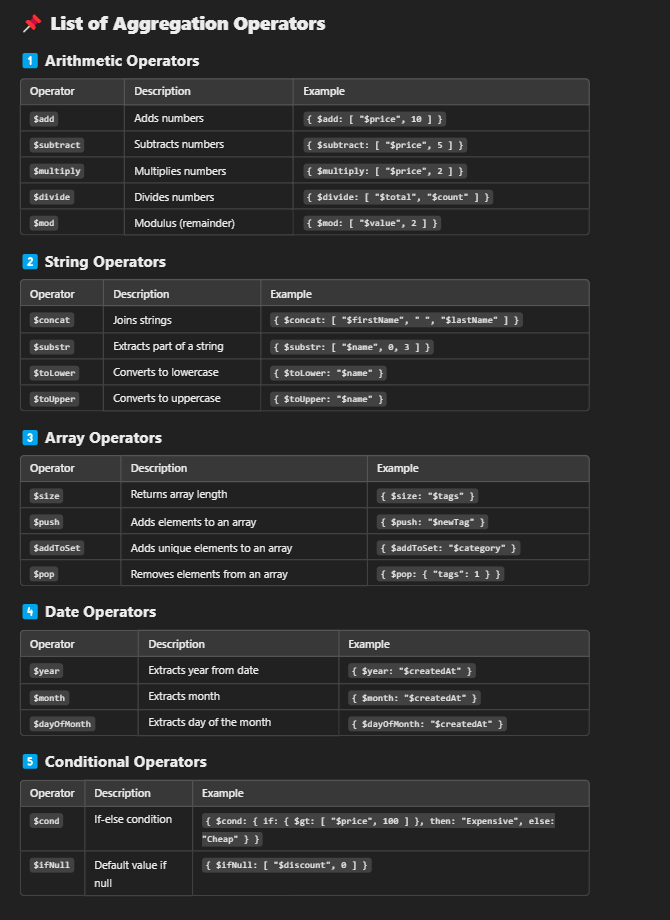 📌 List of Aggregation Operators
1️⃣ Arithmetic Operators
Operator Description Example
$add Adds numbers { $add: [ "$price", 10 ] }
$subtract Subtracts numbers { $subtract: [ "$price", 5 ] }
$multiply Multiplies numbers { $multiply: [ "$price", 2 ] }
$divide Divides numbers { $divide: [ "$total", "$count" ] }
$mod Modulus (remainder) { $mod: [ "$value", 2 ] }
2️⃣ String Operators
Operator Description Example
$concat Joins strings { $concat: [ "$firstName", " ", "$lastName" ] }
$substr Extracts part of a string { $substr: [ "$name", 0, 3 ] }
$toLower Converts to lowercase { $toLower: "$name" }
$toUpper Converts to uppercase { $toUpper: "$name" }
3️⃣ Array Operators
Operator Description Example
$size Returns array length { $size: "$tags" }
$push Adds elements to an array { $push: "$newTag" }
$addToSet Adds unique elements to an array { $addToSet: "$category" }
$pop Removes elements from an array { $pop: { "tags": 1 } }
4️⃣ Date Operators
Operator Description Example
$year Extracts year from date { $year: "$createdAt" }
$month Extracts month { $month: "$createdAt" }
$dayOfMonth Extracts day of the month { $dayOfMonth: "$createdAt" }
5️⃣ Conditional Operators
Operator Description Example
$cond If-else condition { $cond: { if: { $gt: [ "$price", 100 ] }, then: "Expensive", else:
"Cheap" } }
$ifNull Default value if { $ifNull: [ "$discount", 0 ] }
null